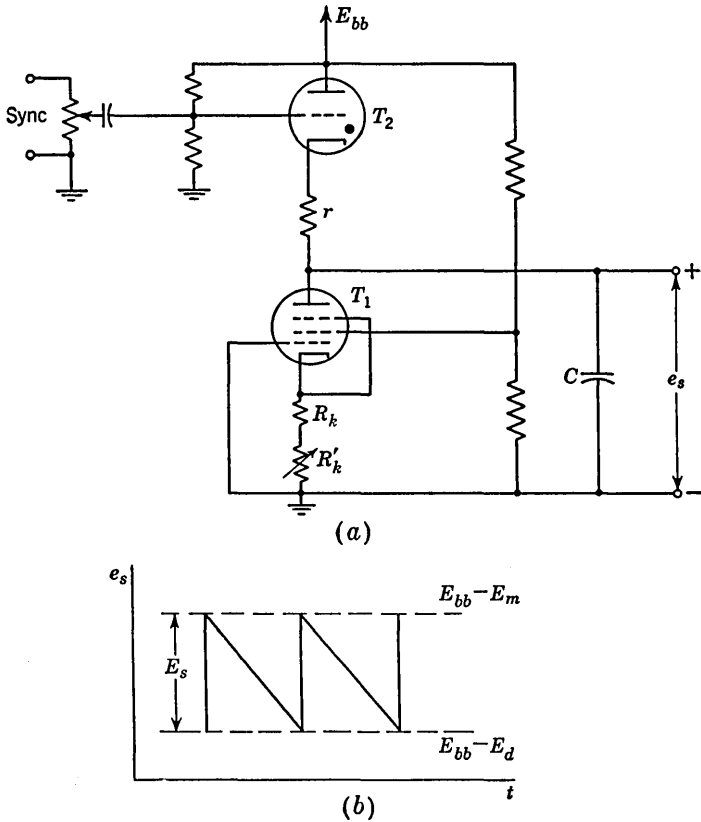 E_bb
Sync
T_2
r
T_1
+
C
e_s
R_k
R'_k
−
(a)
e_s
E_bb−E_m
E_s
E_bb−E_d
t
(b)